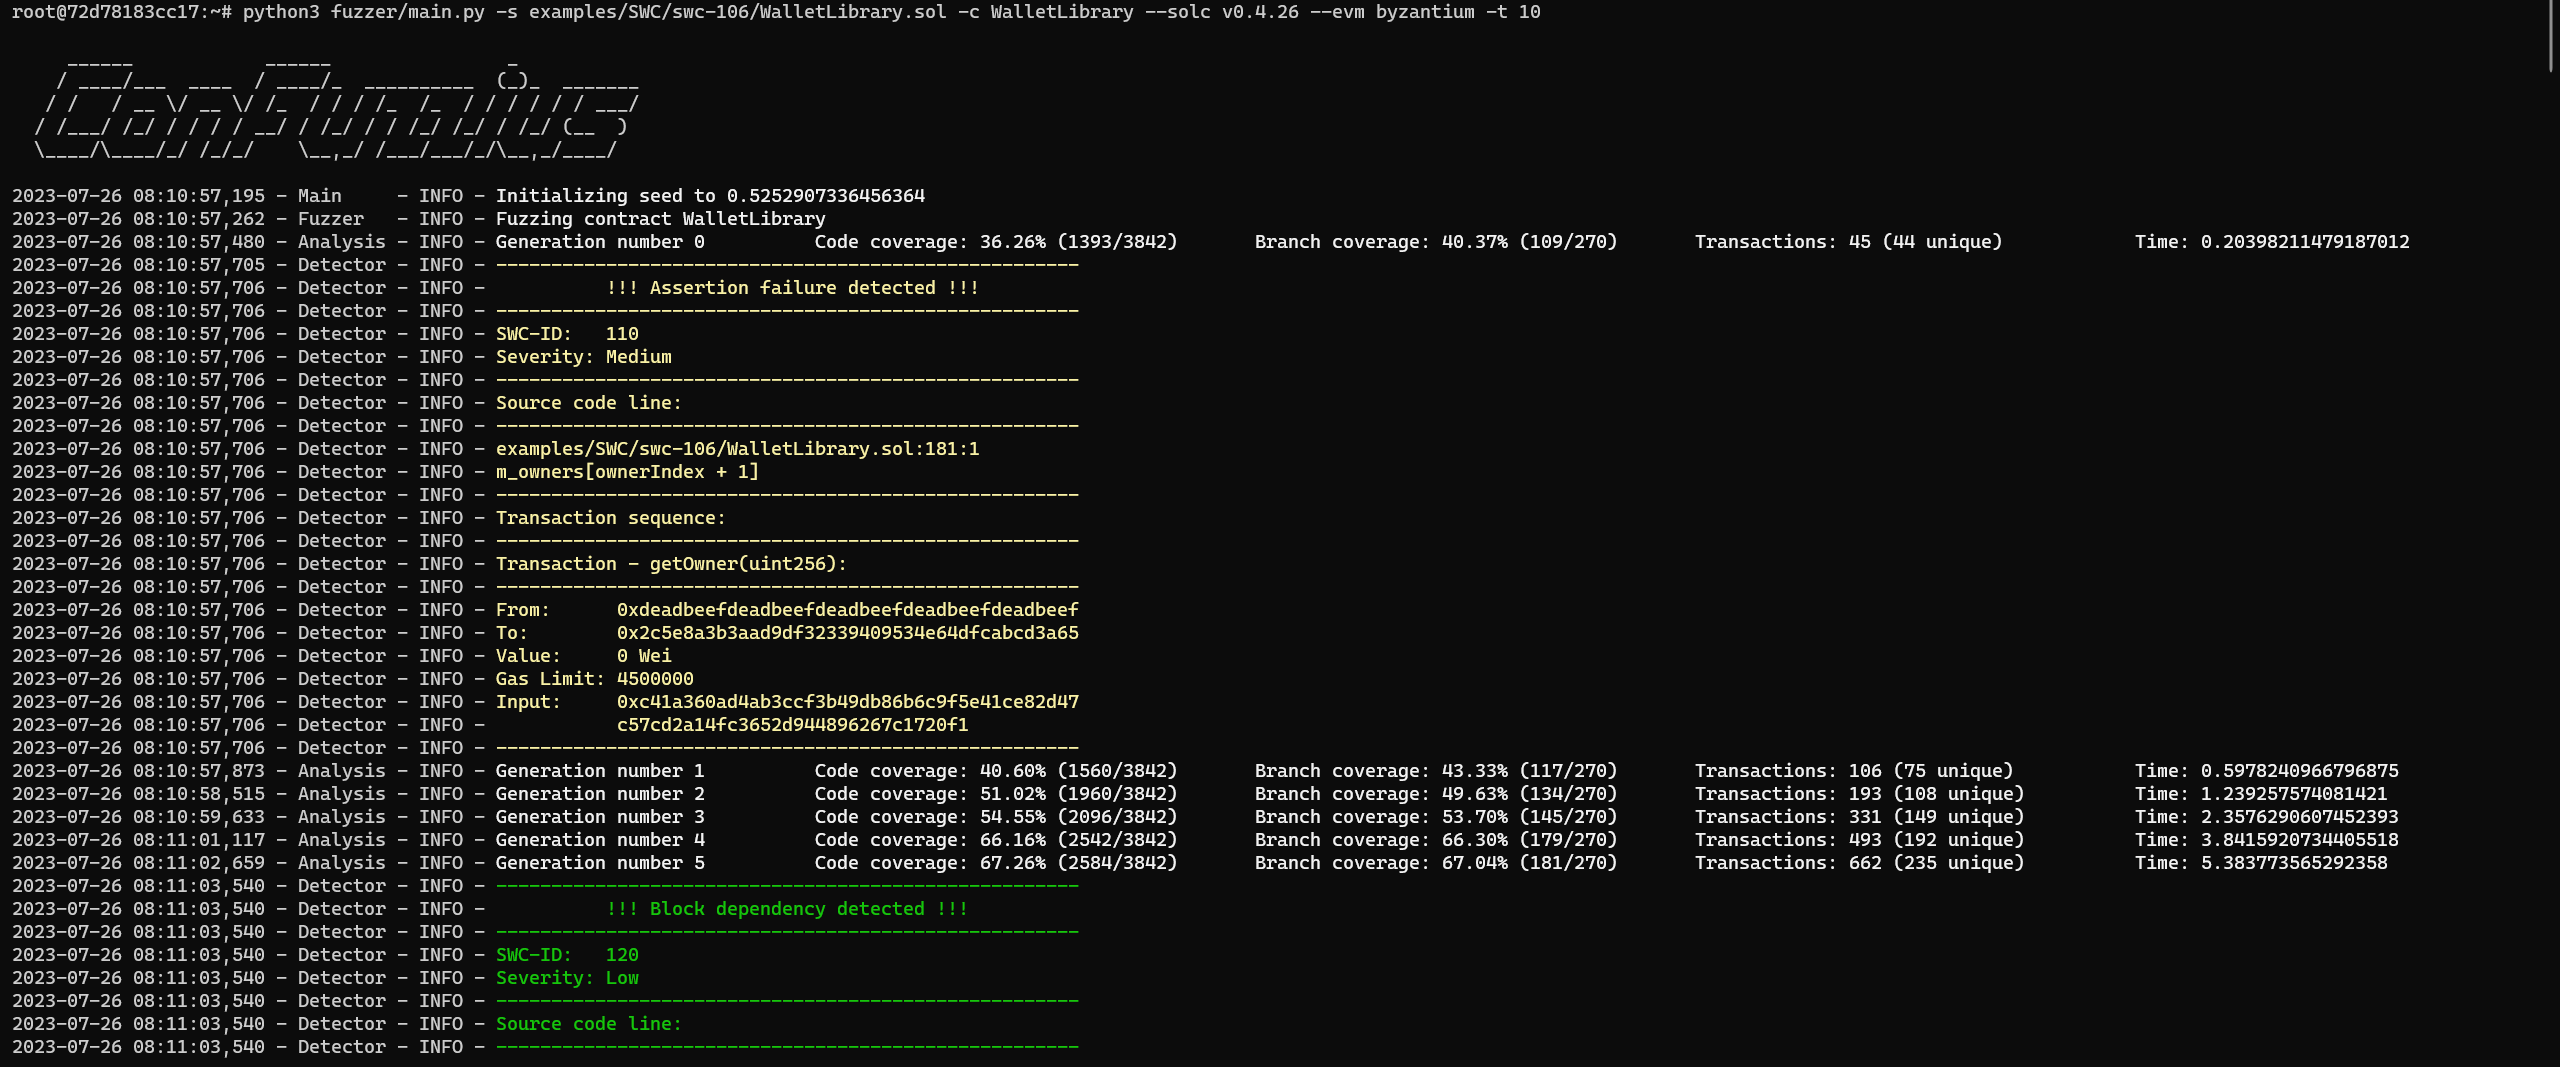 root@72d78183cc17:~# python3 fuzzer/main.py -s examples/SWC/swc-106/WalletLibrary.sol -c WalletLibrary --solc v0.4.26 --evm byzantium -t 10
ConFuzzius
2023-07-26 08:10:57,195 - Main     - INFO - Initializing seed to 0.5252907336456364
2023-07-26 08:10:57,262 - Fuzzer   - INFO - Fuzzing contract WalletLibrary
2023-07-26 08:10:57,480 - Analysis - INFO - Generation number 0 Code coverage: 36.26% (1393/3842) Branch coverage: 40.37% (109/270) Transactions: 45 (44 unique) Time: 0.20398211479187012
2023-07-26 08:10:57,705 - Detector - INFO - -----------------------------------------------------
2023-07-26 08:10:57,706 - Detector - INFO -           !!! Assertion failure detected !!!
2023-07-26 08:10:57,706 - Detector - INFO - -----------------------------------------------------
2023-07-26 08:10:57,706 - Detector - INFO - SWC-ID:   110
2023-07-26 08:10:57,706 - Detector - INFO - Severity: Medium
2023-07-26 08:10:57,706 - Detector - INFO - -----------------------------------------------------
2023-07-26 08:10:57,706 - Detector - INFO - Source code line:
2023-07-26 08:10:57,706 - Detector - INFO - -----------------------------------------------------
2023-07-26 08:10:57,706 - Detector - INFO - examples/SWC/swc-106/WalletLibrary.sol:181:1
2023-07-26 08:10:57,706 - Detector - INFO - m_owners[ownerIndex + 1]
2023-07-26 08:10:57,706 - Detector - INFO - -----------------------------------------------------
2023-07-26 08:10:57,706 - Detector - INFO - Transaction sequence:
2023-07-26 08:10:57,706 - Detector - INFO - -----------------------------------------------------
2023-07-26 08:10:57,706 - Detector - INFO - Transaction - getOwner(uint256):
2023-07-26 08:10:57,706 - Detector - INFO - -----------------------------------------------------
2023-07-26 08:10:57,706 - Detector - INFO - From:      0xdeadbeefdeadbeefdeadbeefdeadbeefdeadbeef
2023-07-26 08:10:57,706 - Detector - INFO - To:        0x2c5e8a3b3aad9df32339409534e64dfcabcd3a65
2023-07-26 08:10:57,706 - Detector - INFO - Value:     0 Wei
2023-07-26 08:10:57,706 - Detector - INFO - Gas Limit: 4500000
2023-07-26 08:10:57,706 - Detector - INFO - Input:     0xc41a360ad4ab3ccf3b49db86b6c9f5e41ce82d47
2023-07-26 08:10:57,706 - Detector - INFO -            c57cd2a14fc3652d944896267c1720f1
2023-07-26 08:10:57,706 - Detector - INFO - -----------------------------------------------------
2023-07-26 08:10:57,873 - Analysis - INFO - Generation number 1 Code coverage: 40.60% (1560/3842) Branch coverage: 43.33% (117/270) Transactions: 106 (75 unique) Time: 0.5978240966796875
2023-07-26 08:10:58,515 - Analysis - INFO - Generation number 2 Code coverage: 51.02% (1960/3842) Branch coverage: 49.63% (134/270) Transactions: 193 (108 unique) Time: 1.239257574081421
2023-07-26 08:10:59,633 - Analysis - INFO - Generation number 3 Code coverage: 54.55% (2096/3842) Branch coverage: 53.70% (145/270) Transactions: 331 (149 unique) Time: 2.3576290607452393
2023-07-26 08:11:01,117 - Analysis - INFO - Generation number 4 Code coverage: 66.16% (2542/3842) Branch coverage: 66.30% (179/270) Transactions: 493 (192 unique) Time: 3.8415920734405518
2023-07-26 08:11:02,659 - Analysis - INFO - Generation number 5 Code coverage: 67.26% (2584/3842) Branch coverage: 67.04% (181/270) Transactions: 662 (235 unique) Time: 5.383773565292358
2023-07-26 08:11:03,540 - Detector - INFO - -----------------------------------------------------
2023-07-26 08:11:03,540 - Detector - INFO -           !!! Block dependency detected !!!
2023-07-26 08:11:03,540 - Detector - INFO - -----------------------------------------------------
2023-07-26 08:11:03,540 - Detector - INFO - SWC-ID:   120
2023-07-26 08:11:03,540 - Detector - INFO - Severity: Low
2023-07-26 08:11:03,540 - Detector - INFO - -----------------------------------------------------
2023-07-26 08:11:03,540 - Detector - INFO - Source code line:
2023-07-26 08:11:03,540 - Detector - INFO - -----------------------------------------------------